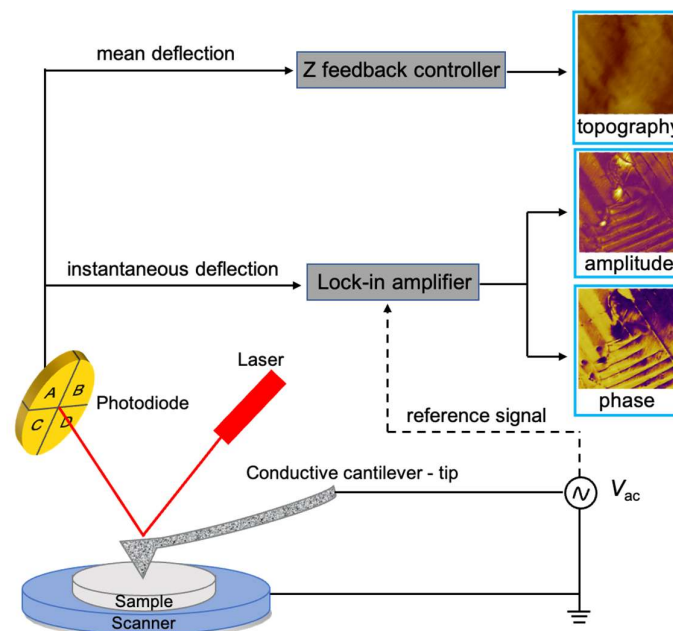 mean deflection
Z feedback controller
topography
instantaneous deflection
Lock-in amplifier
amplitude
Laser
A B
C D
Photodiode
reference signal
phase
Conductive cantilever - tip
Vac
Sample
Scanner